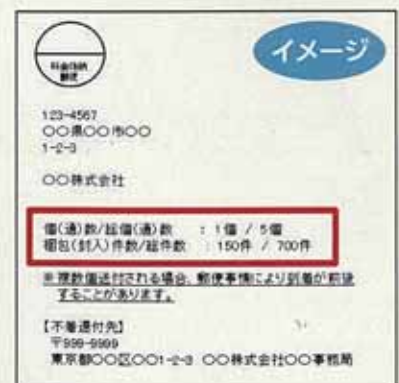 イメージ
料金後納
郵便
123-4567
〇〇県〇〇市〇〇
1-2-3
〇〇株式会社
個(通)数/総個(通)数 : 1個 / 5個
梱包(封入)件数/総件数 : 150件 / 700件
※ 複数個送付される場合、郵便事情により到着が前後
することがあります。
【不着還付先】
〒999-9999
東京都〇〇区〇〇1-2-3 〇〇株式会社〇〇事務局